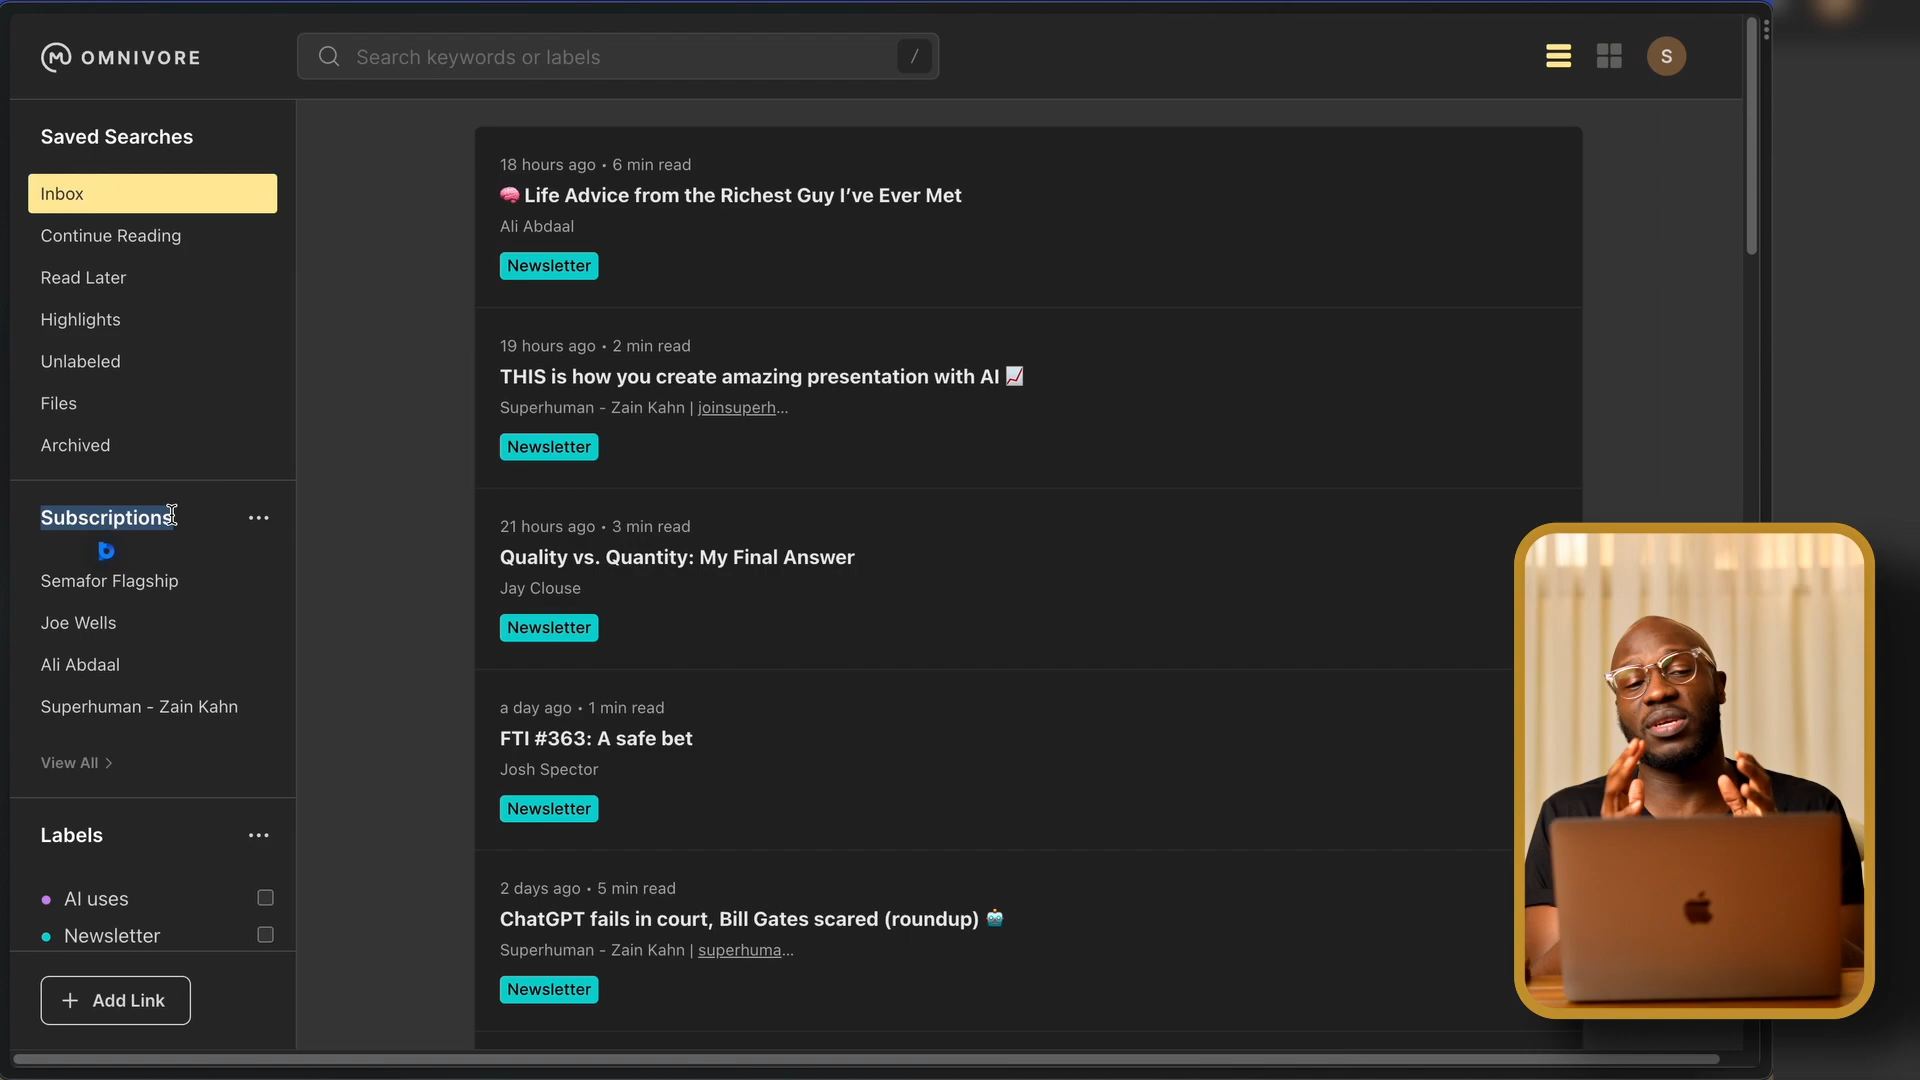 OMNIVORE
Search keywords or labels
/
S
Saved Searches
Inbox
Continue Reading
Read Later
Highlights
Unlabeled
Files
Archived
Subscriptions
Semafor Flagship
Joe Wells
Ali Abdaal
Superhuman - Zain Kahn
View All >
Labels
AI uses
Newsletter
+ Add Link
18 hours ago • 6 min read
🧠 Life Advice from the Richest Guy I’ve Ever Met
Ali Abdaal
Newsletter
19 hours ago • 2 min read
THIS is how you create amazing presentation with AI 📈
Superhuman - Zain Kahn | joinsuperh...
Newsletter
21 hours ago • 3 min read
Quality vs. Quantity: My Final Answer
Jay Clouse
Newsletter
a day ago • 1 min read
FTI #363: A safe bet
Josh Spector
Newsletter
2 days ago • 5 min read
ChatGPT fails in court, Bill Gates scared (roundup) 🤖
Superhuman - Zain Kahn | superhuma...
Newsletter